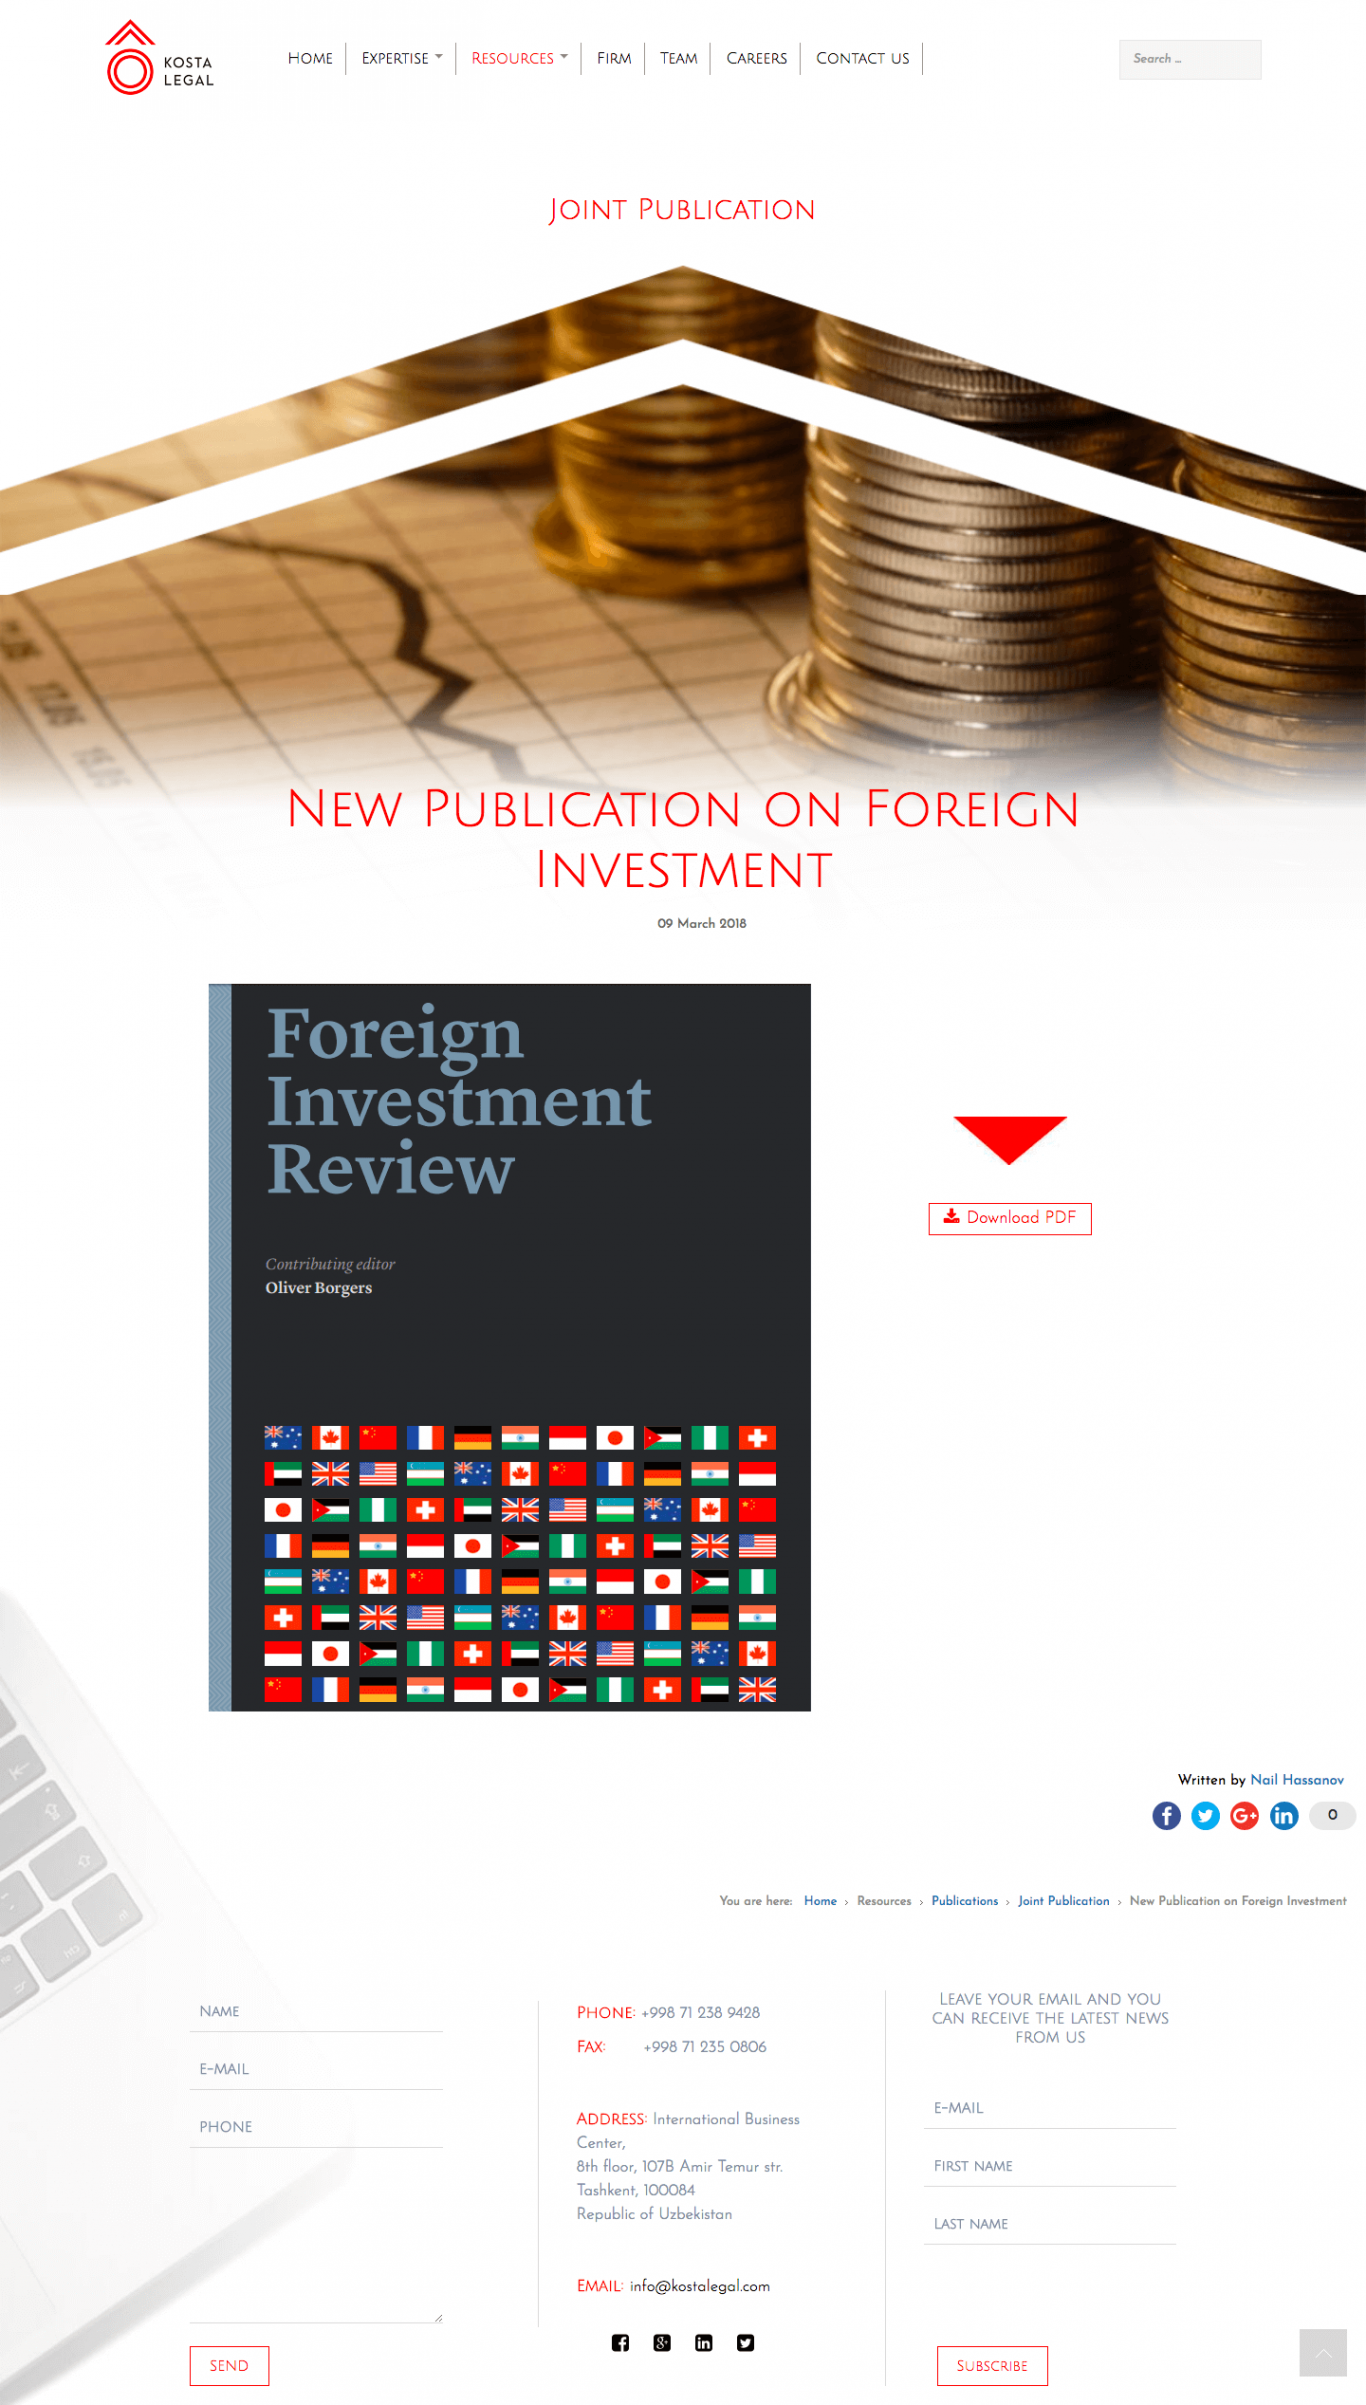 KOSTA
LEGAL
Home
Expertise
Resources
Firm
Team
Careers
Contact us
Search ...
Joint Publication
New Publication on Foreign
Investment
09 March 2018
Foreign
Investment
Review
Contributing editor
Oliver Borgers
Download PDF
Written by Nail Hassanov
0
You are here: Home › Resources › Publications › Joint Publication › New Publication on Foreign Investment
Name
E-mail
Phone
Send
Phone: +998 71 238 9428
Fax: +998 71 235 0806
Address: International Business
Center,
8th floor, 107B Amir Temur str.
Tashkent, 100084
Republic of Uzbekistan
Email: info@kostalegal.com
Leave your email and you
can receive the latest news
from us
E-mail
First name
Last name
Subscribe